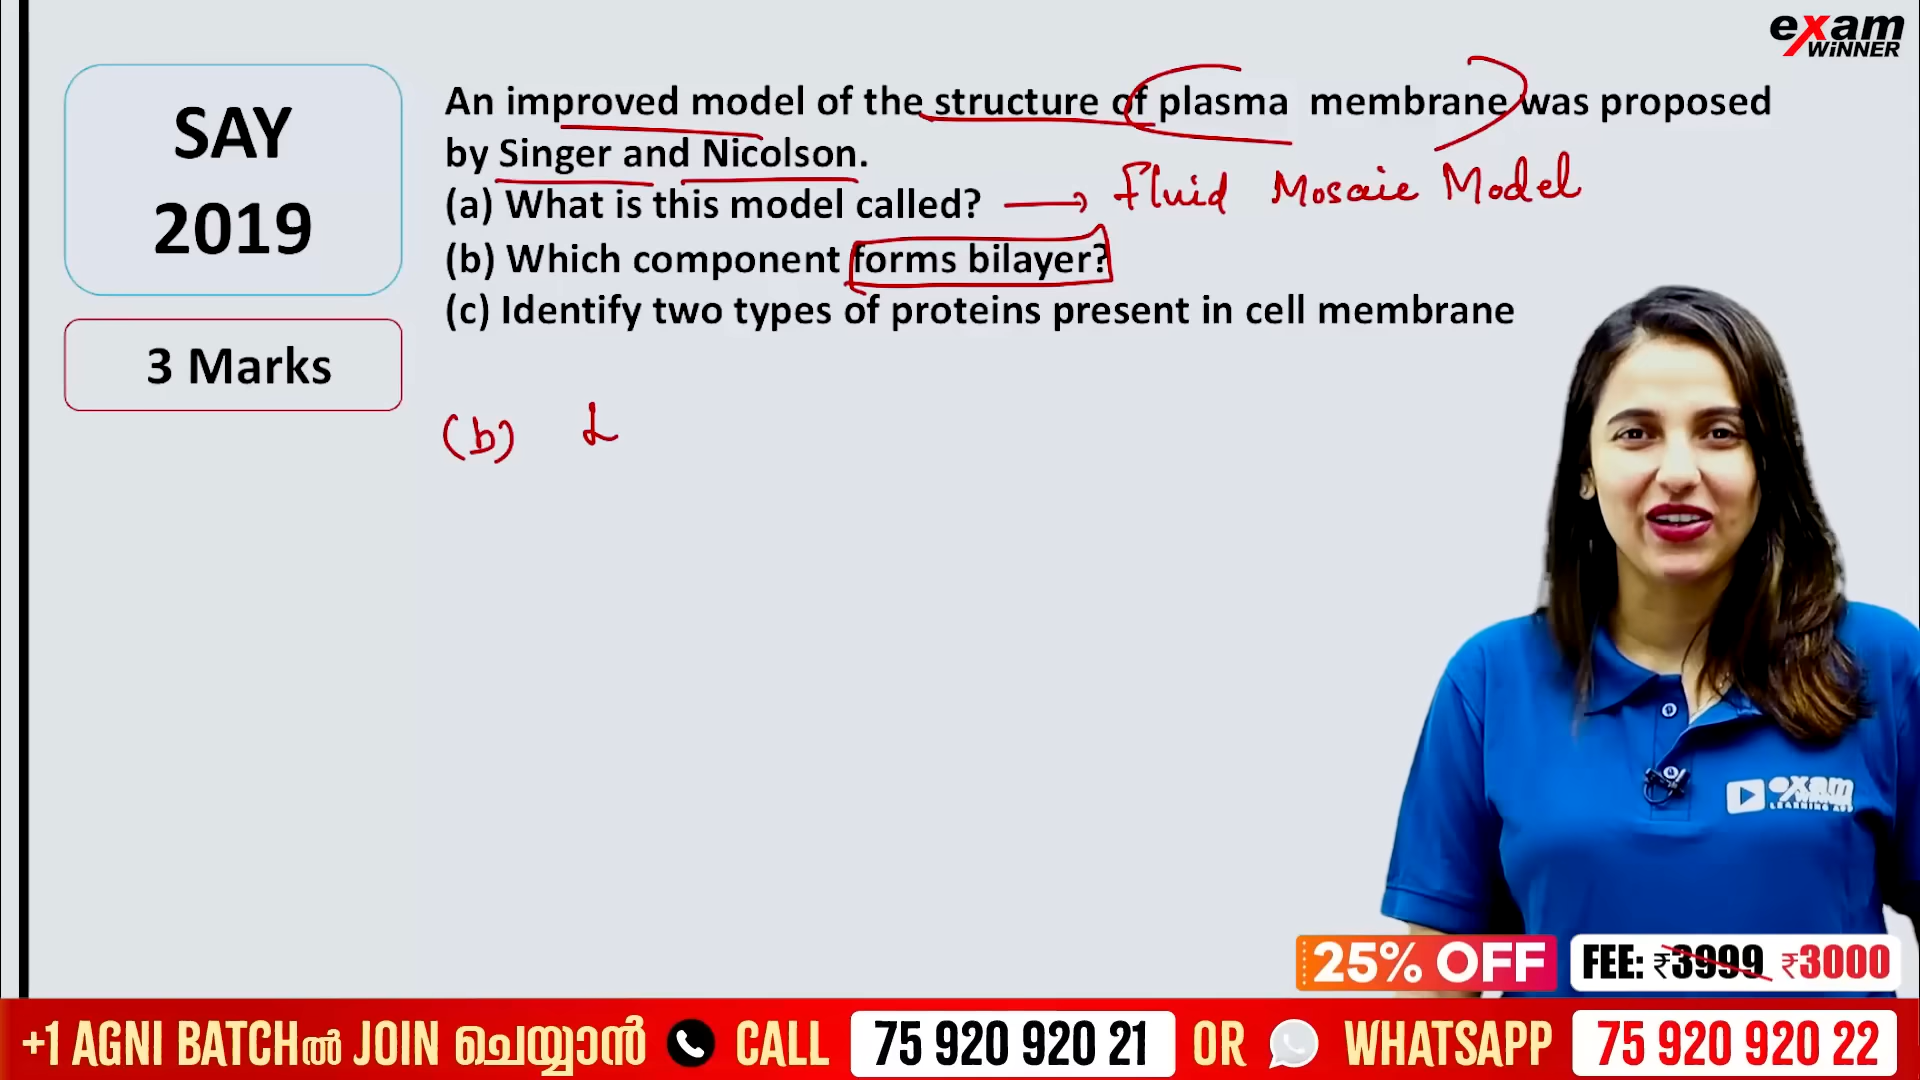 exam
WiNNER
SAY
2019
3 Marks
An improved model of the structure of plasma membrane was proposed
by Singer and Nicolson.
(a) What is this model called? → Fluid Mosaic Model
(b) Which component forms bilayer?
(c) Identify two types of proteins present in cell membrane
(b) L
exam
LEARNING APP
25% OFF FEE: ₹3999 ₹3000
+1 AGNI BATCHൽ JOIN ചെയ്യാൻ CALL 75 920 920 21 OR WHATSAPP 75 920 920 22